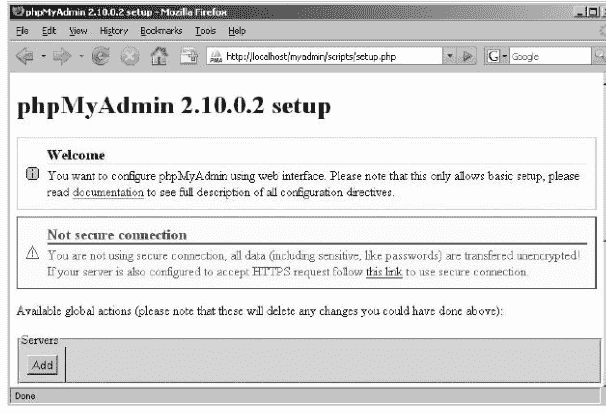 phpMyAdmin 2.10.0.2 setup - Mozilla Firefox
File Edit View History Bookmarks Tools Help
http://localhost/myadmin/scripts/setup.php
G Google
phpMyAdmin 2.10.0.2 setup
Welcome
You want to configure phpMyAdmin using web interface. Please note that this only allows basic setup, please
read documentation to see full description of all configuration directives.
Not secure connection
You are not using secure connection, all data (including sensitive, like passwords) are transfered unencrypted!
If your server is also configured to accept HTTPS request follow this link to use secure connection.
Available global actions (please note that these will delete any changes you could have done above):
Servers
Add
Done